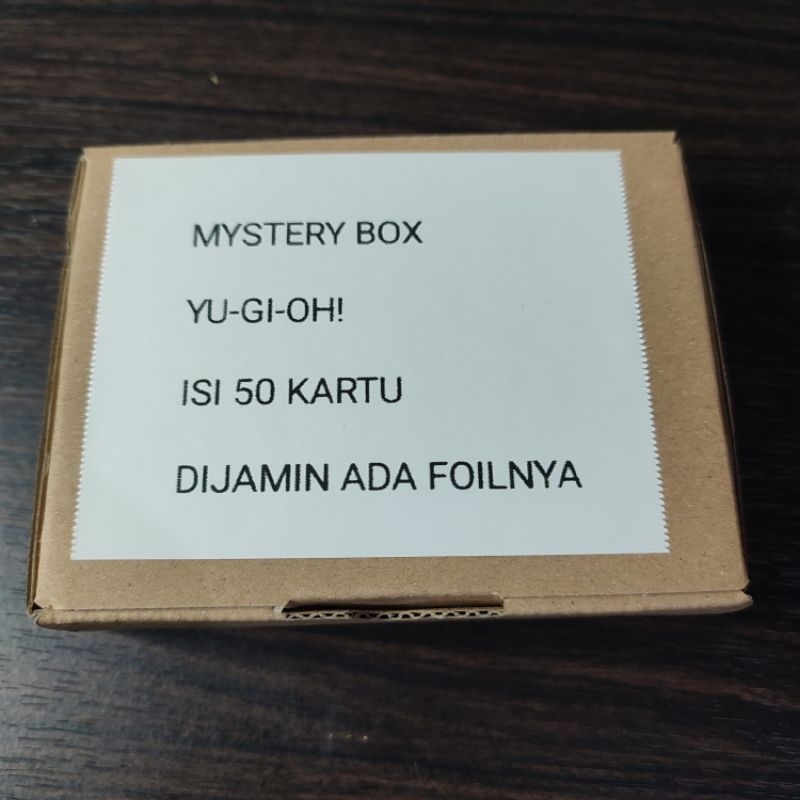 MYSTERY BOX
YU-GI-OH!
ISI 50 KARTU
DIJAMIN ADA FOILNYA